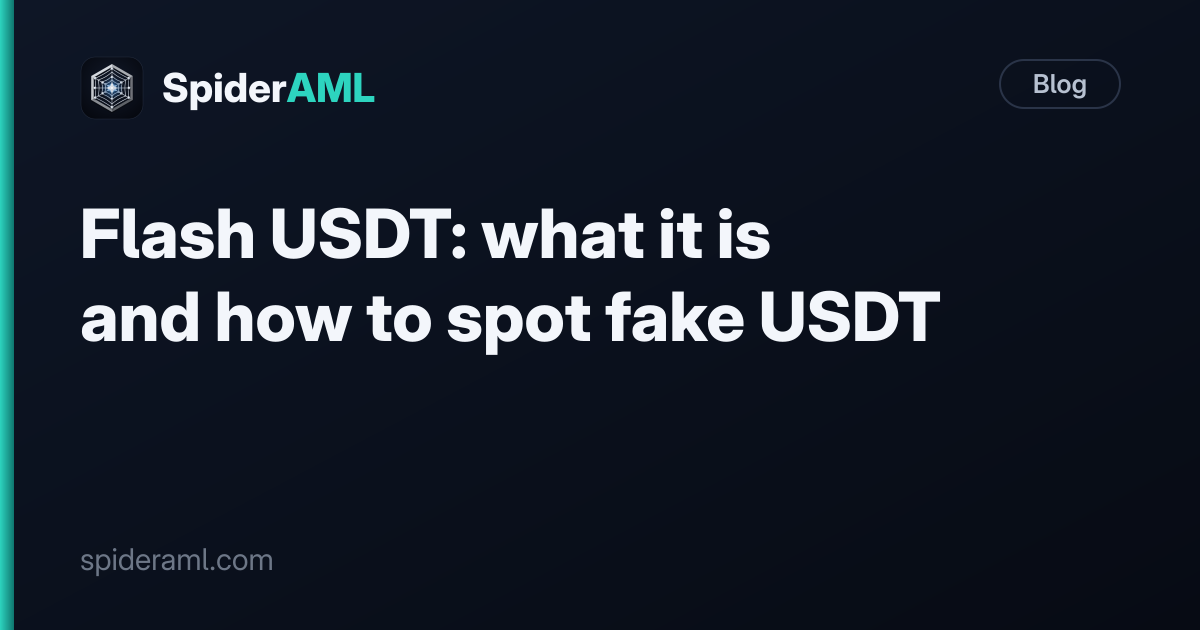 SpiderAML
Blog
Flash USDT: what it is
and how to spot fake USDT
spideraml.com